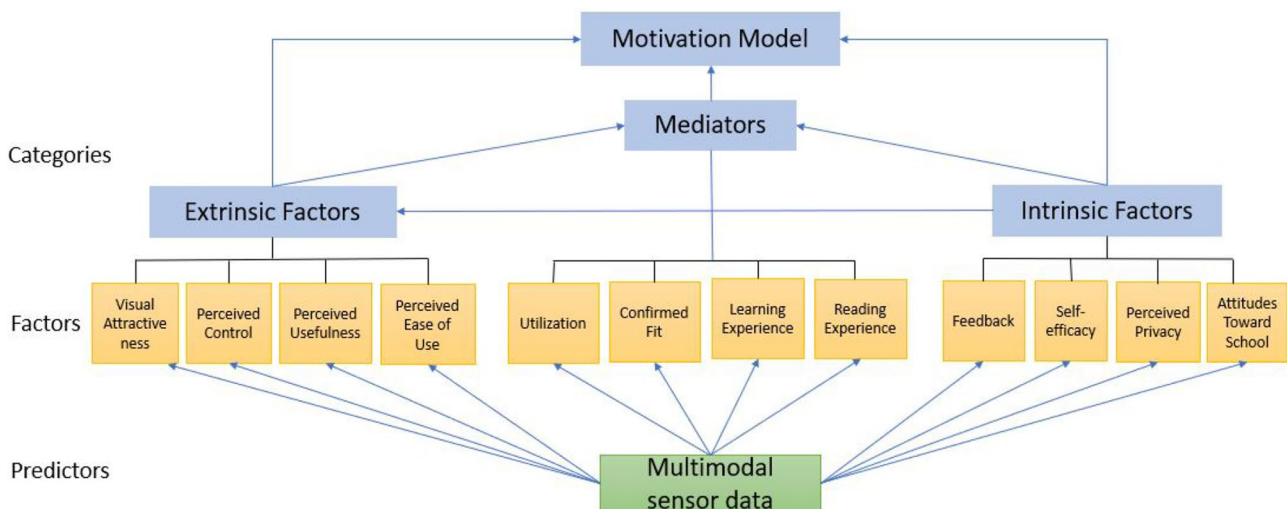 Motivation Model
Mediators
Categories
Extrinsic Factors
Intrinsic Factors
Factors
Visual
Attractive
ness
Perceived
Control
Perceived
Usefulness
Perceived
Ease of
Use
Utilization
Confirmed
Fit
Learning
Experience
Reading
Experience
Feedback
Self-
efficacy
Perceived
Privacy
Attitudes
Toward
School
Predictors
Multimodal
sensor data